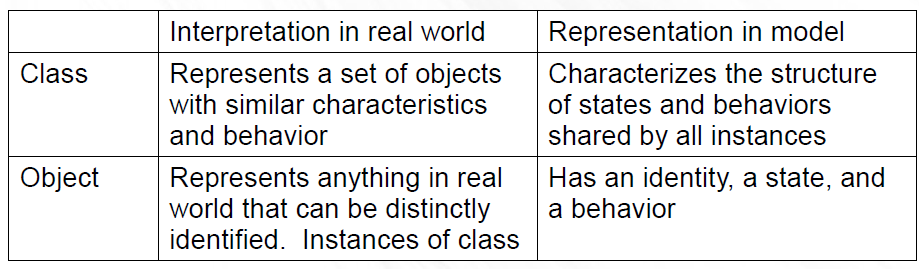 Interpretation in real world
Representation in model
Class
Represents a set of objects
with similar characteristics
and behavior
Characterizes the structure
of states and behaviors
shared by all instances
Object
Represents anything in real
world that can be distinctly
identified.  Instances of class
Has an identity, a state, and
a behavior